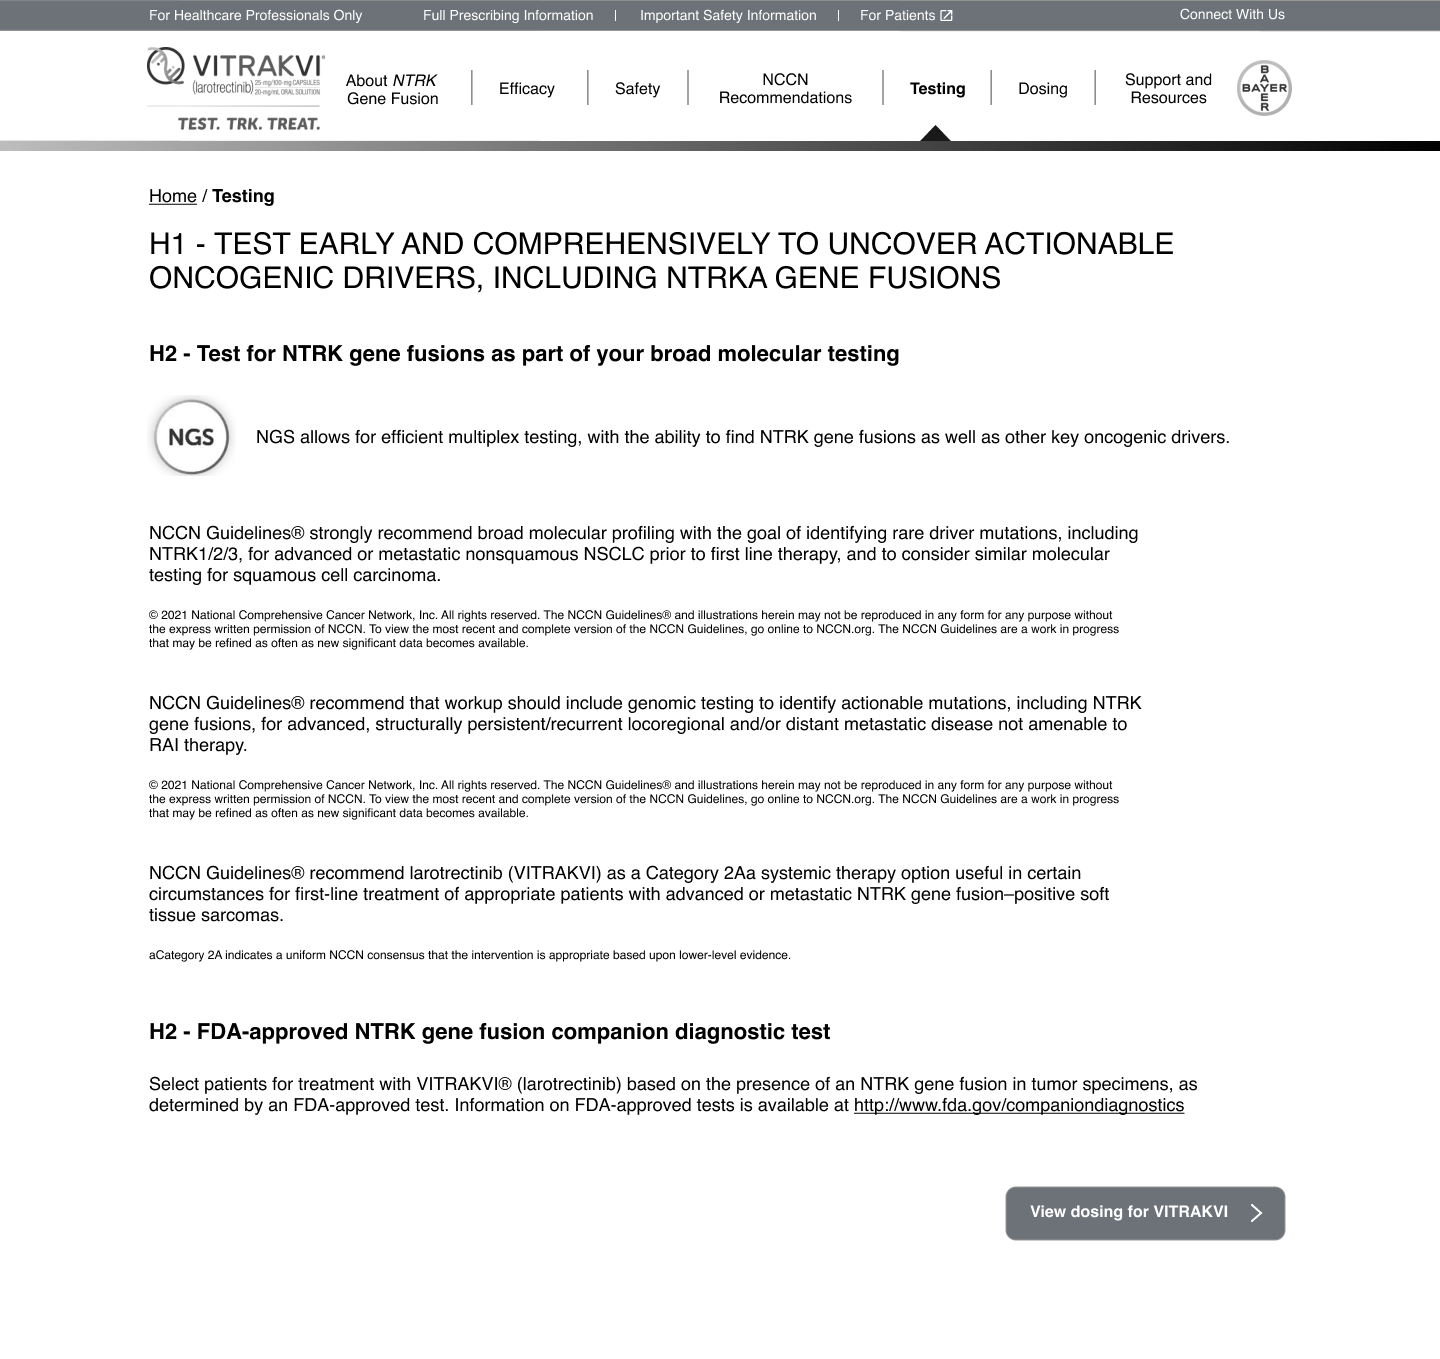 For Healthcare Professionals Only
Full Prescribing Information | Important Safety Information | For Patients
Connect With Us
VITRAKVI®
(larotrectinib) 25 mg/100 mg CAPSULES
20 mg/mL ORAL SOLUTION
TEST. TRK. TREAT.
About NTRK
Gene Fusion
Efficacy
Safety
NCCN
Recommendations
Testing
Dosing
Support and
Resources
BAYER
BAYER
Home / Testing
H1 - TEST EARLY AND COMPREHENSIVELY TO UNCOVER ACTIONABLE
ONCOGENIC DRIVERS, INCLUDING NTRKA GENE FUSIONS
H2 - Test for NTRK gene fusions as part of your broad molecular testing
NGS
NGS allows for efficient multiplex testing, with the ability to find NTRK gene fusions as well as other key oncogenic drivers.
NCCN Guidelines® strongly recommend broad molecular profiling with the goal of identifying rare driver mutations, including
NTRK1/2/3, for advanced or metastatic nonsquamous NSCLC prior to first line therapy, and to consider similar molecular
testing for squamous cell carcinoma.
© 2021 National Comprehensive Cancer Network, Inc. All rights reserved. The NCCN Guidelines® and illustrations herein may not be reproduced in any form for any purpose without
the express written permission of NCCN. To view the most recent and complete version of the NCCN Guidelines, go online to NCCN.org. The NCCN Guidelines are a work in progress
that may be refined as often as new significant data becomes available.
NCCN Guidelines® recommend that workup should include genomic testing to identify actionable mutations, including NTRK
gene fusions, for advanced, structurally persistent/recurrent locoregional and/or distant metastatic disease not amenable to
RAI therapy.
© 2021 National Comprehensive Cancer Network, Inc. All rights reserved. The NCCN Guidelines® and illustrations herein may not be reproduced in any form for any purpose without
the express written permission of NCCN. To view the most recent and complete version of the NCCN Guidelines, go online to NCCN.org. The NCCN Guidelines are a work in progress
that may be refined as often as new significant data becomes available.
NCCN Guidelines® recommend larotrectinib (VITRAKVI) as a Category 2Aa systemic therapy option useful in certain
circumstances for first-line treatment of appropriate patients with advanced or metastatic NTRK gene fusion–positive soft
tissue sarcomas.
aCategory 2A indicates a uniform NCCN consensus that the intervention is appropriate based upon lower-level evidence.
H2 - FDA-approved NTRK gene fusion companion diagnostic test
Select patients for treatment with VITRAKVI® (larotrectinib) based on the presence of an NTRK gene fusion in tumor specimens, as
determined by an FDA-approved test. Information on FDA-approved tests is available at http://www.fda.gov/companiondiagnostics
View dosing for VITRAKVI